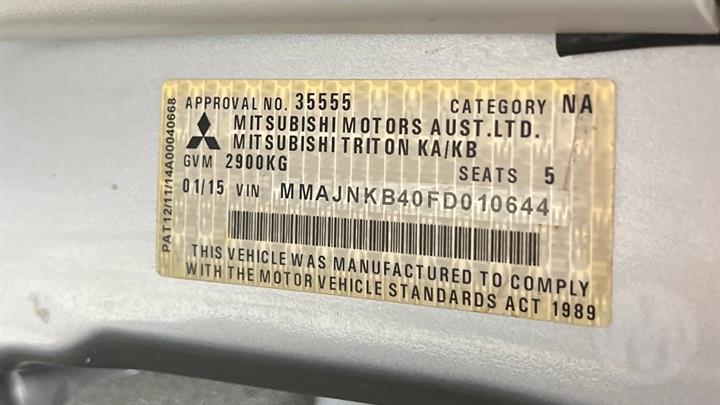 APPROVAL NO. 35555 CATEGORY NA
MITSUBISHI MOTORS AUST.LTD.
MITSUBISHI TRITON KA/KB
GVM 2900KG SEATS 5
01/15 VIN MMAJNKB40FD010644
THIS VEHICLE WAS MANUFACTURED TO COMPLY
WITH THE MOTOR VEHICLE STANDARDS ACT 1989
PAT12/11/14A00040668